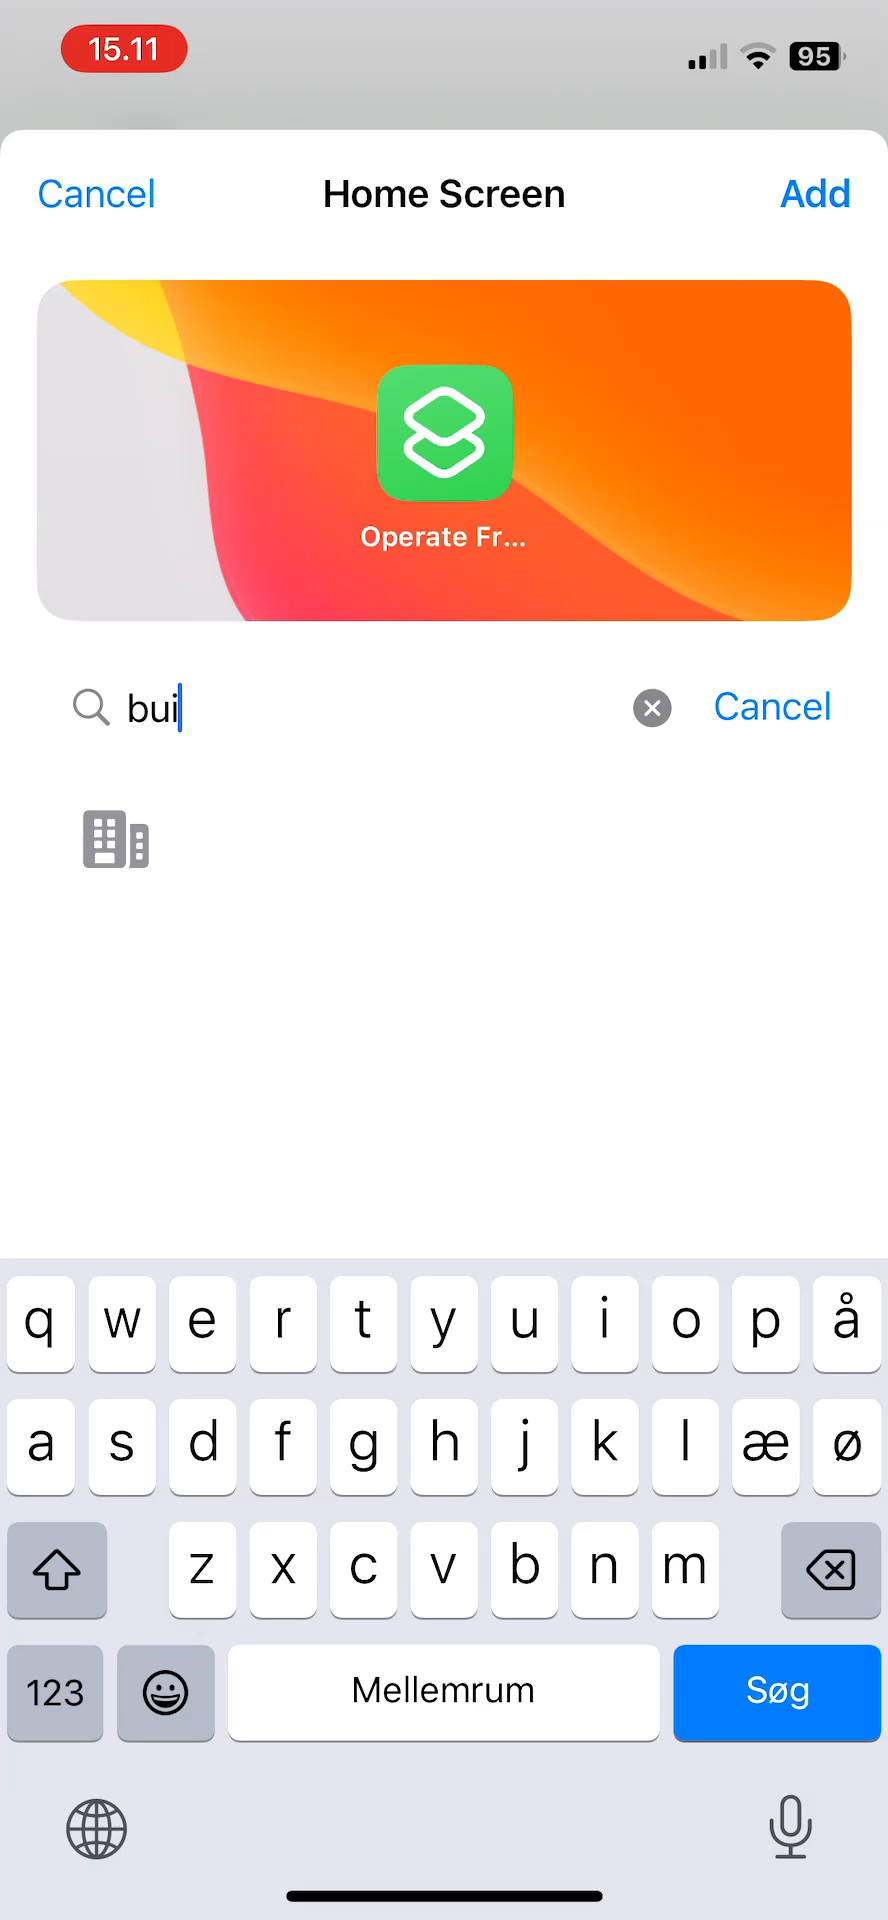 15.11
95
Cancel Home Screen Add
Operate Fr...
bui Cancel
q w e r t y u i o p å
a s d f g h j k l æ ø
z x c v b n m
123 Mellemrum Søg